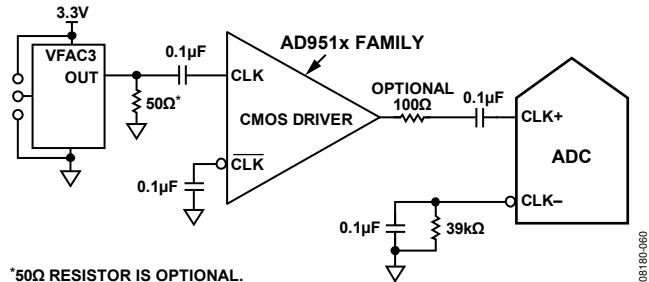 3.3V
VFAC3
OUT
0.1µF
50Ω*
AD951x FAMILY
CLK
CMOS DRIVER
CLK
0.1µF
OPTIONAL
100Ω
0.1µF
CLK+
ADC
CLK–
0.1µF
39kΩ
*50Ω RESISTOR IS OPTIONAL.
08180-060